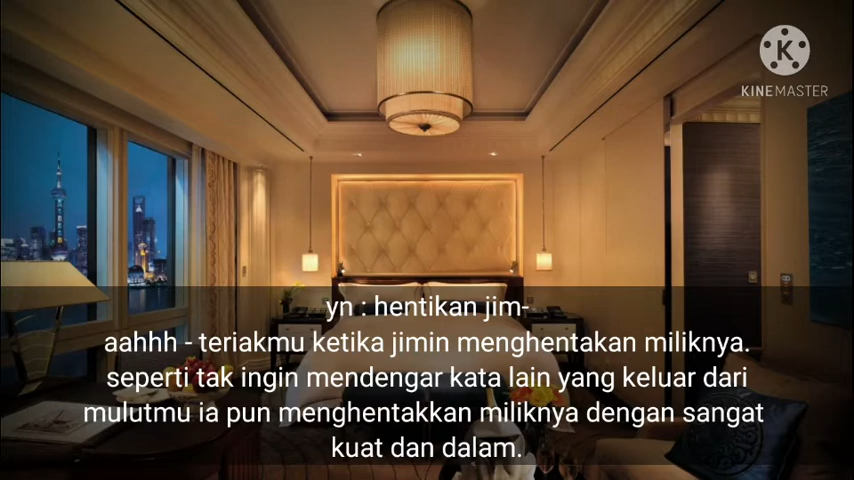 KINEMASTER
yn : hentikan jim-
aahhh - teriakmu ketika jimin menghentakan miliknya.
seperti tak ingin mendengar kata lain yang keluar dari
mulutmu ia pun menghentakkan miliknya dengan sangat
kuat dan dalam.